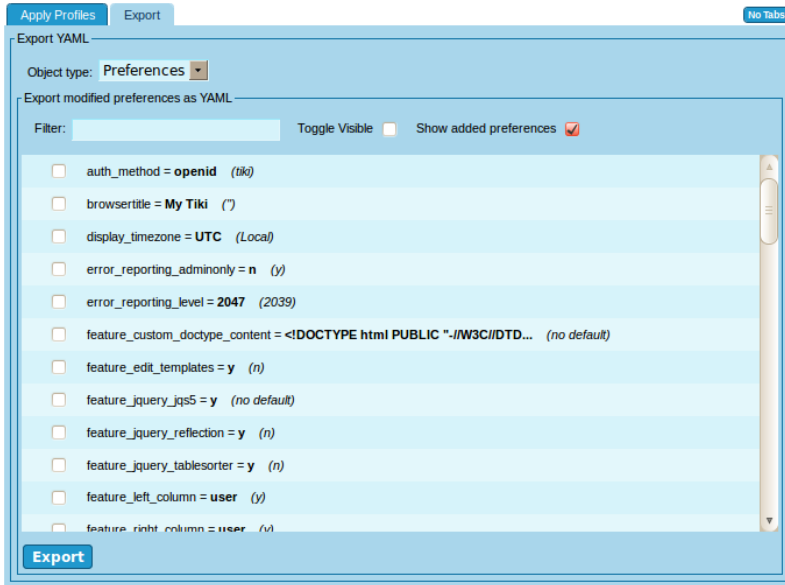 Apply Profiles Export No Tabs
Export YAML
Object type: Preferences
Export modified preferences as YAML
Filter: Toggle Visible Show added preferences
auth_method = openid (tiki)
browsertitle = My Tiki ('')
display_timezone = UTC (Local)
error_reporting_adminonly = n (y)
error_reporting_level = 2047 (2039)
feature_custom_doctype_content = <!DOCTYPE html PUBLIC "-//W3C//DTD... (no default)
feature_edit_templates = y (n)
feature_jquery_jqs5 = y (no default)
feature_jquery_reflection = y (n)
feature_jquery_tablesorter = y (n)
feature_left_column = user (y)
feature_right_column = user (y)
Export